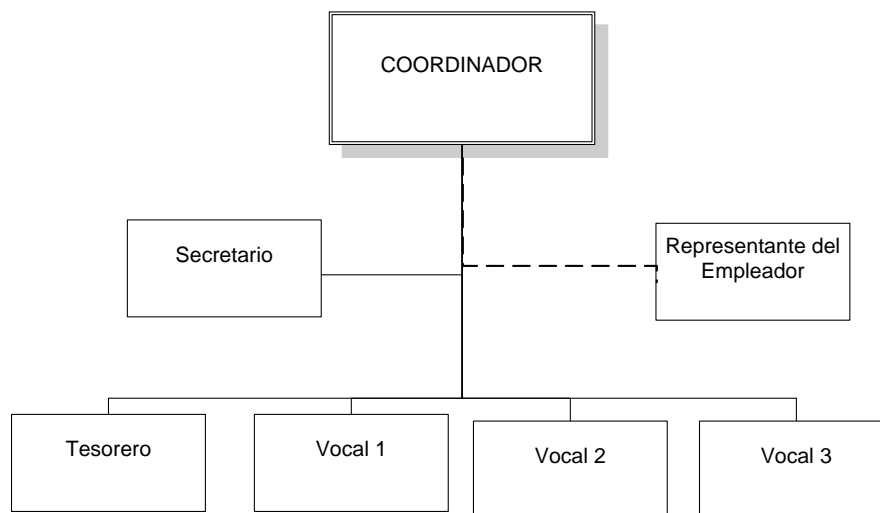 COORDINADOR
Secretario
Representante del
Empleador
Tesorero
Vocal 1
Vocal 2
Vocal 3